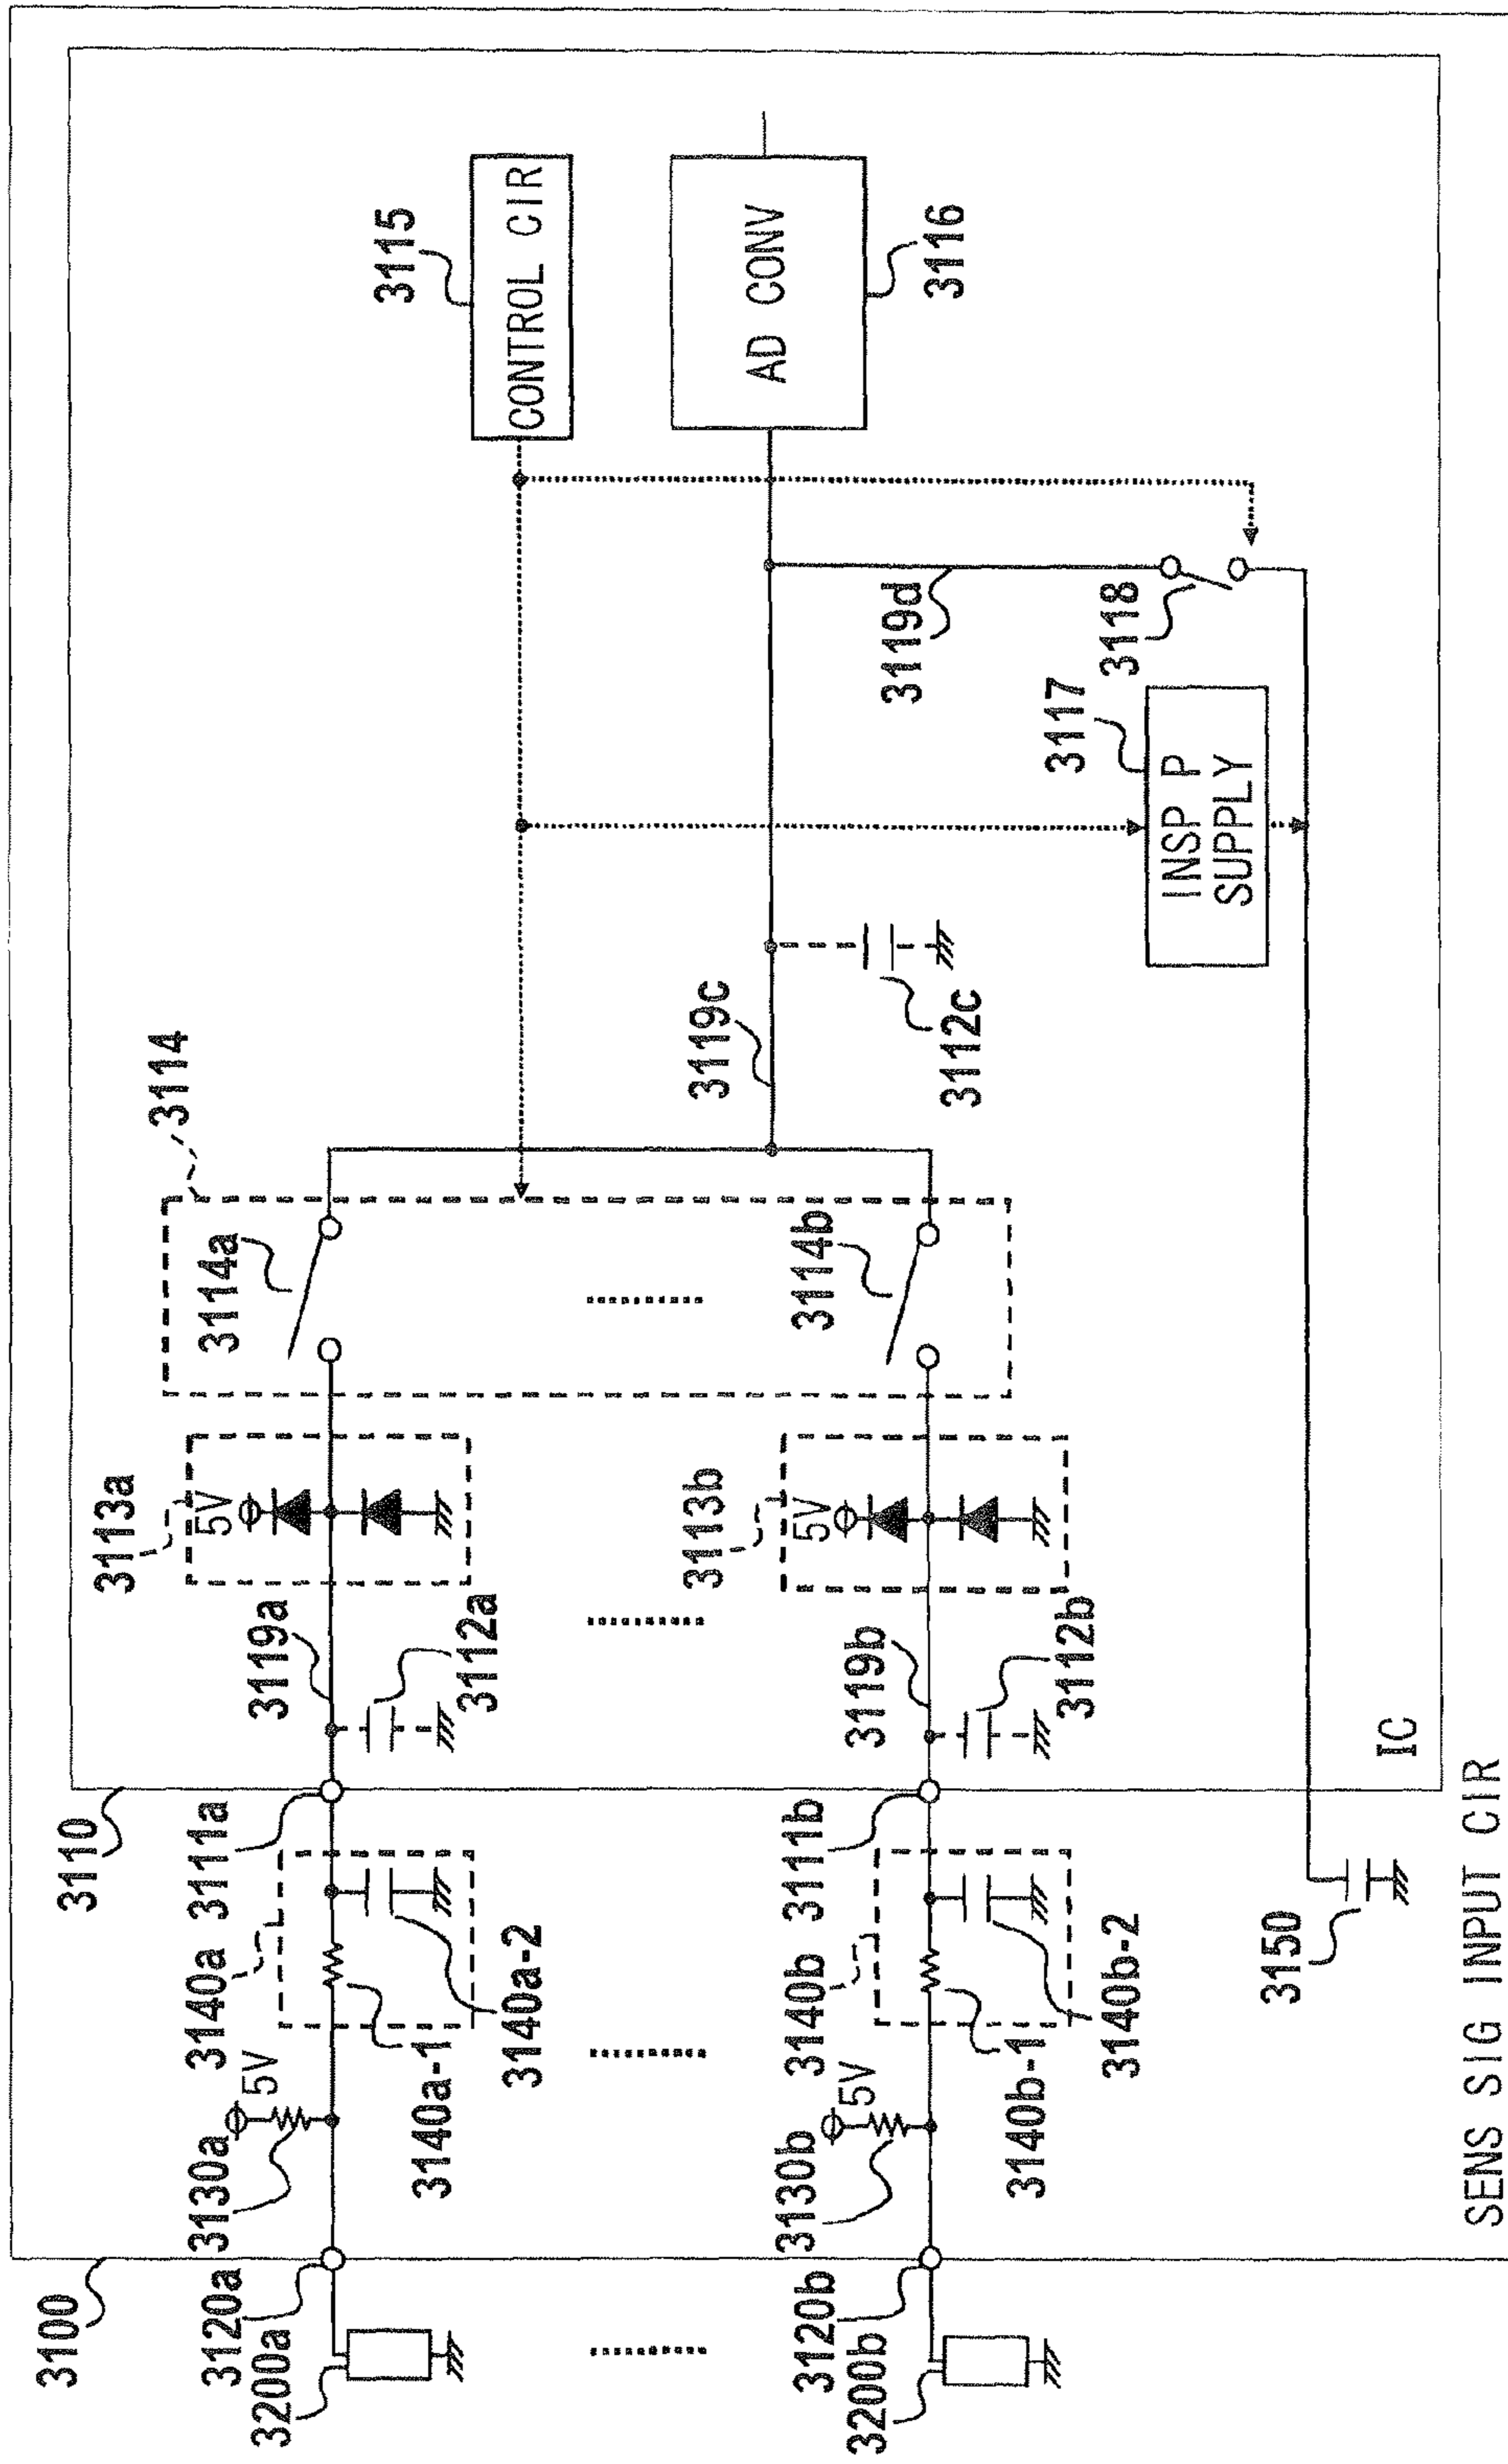 3100
3110
3120a
3200a
3130a
5V
3140a
3140a-1
3140a-2
3111a
3119a
3112a
3113a
5V
3114
3114a
3115
CONTROL CIR
3119c
3112c
AD CONV
3116
3120b
3200b
3130b
5V
3140b
3140b-1
3140b-2
3111b
3119b
3112b
3113b
5V
3114b
3119d
3117
INSP P
SUPPLY
3118
3150
IC
SENS SIG INPUT CIR